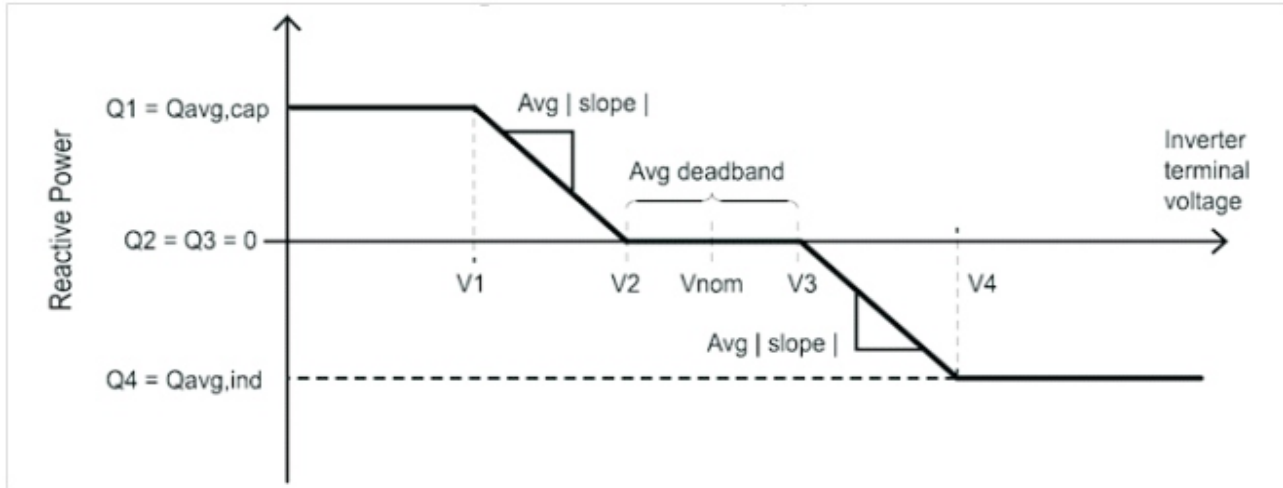 Q1 = Qavg,cap
Avg | slope |
Inverter
terminal
voltage
Avg deadband
Reactive Power
Q2 = Q3 = 0
V1
V2
Vnom
V3
V4
Avg | slope |
Q4 = Qavg,ind